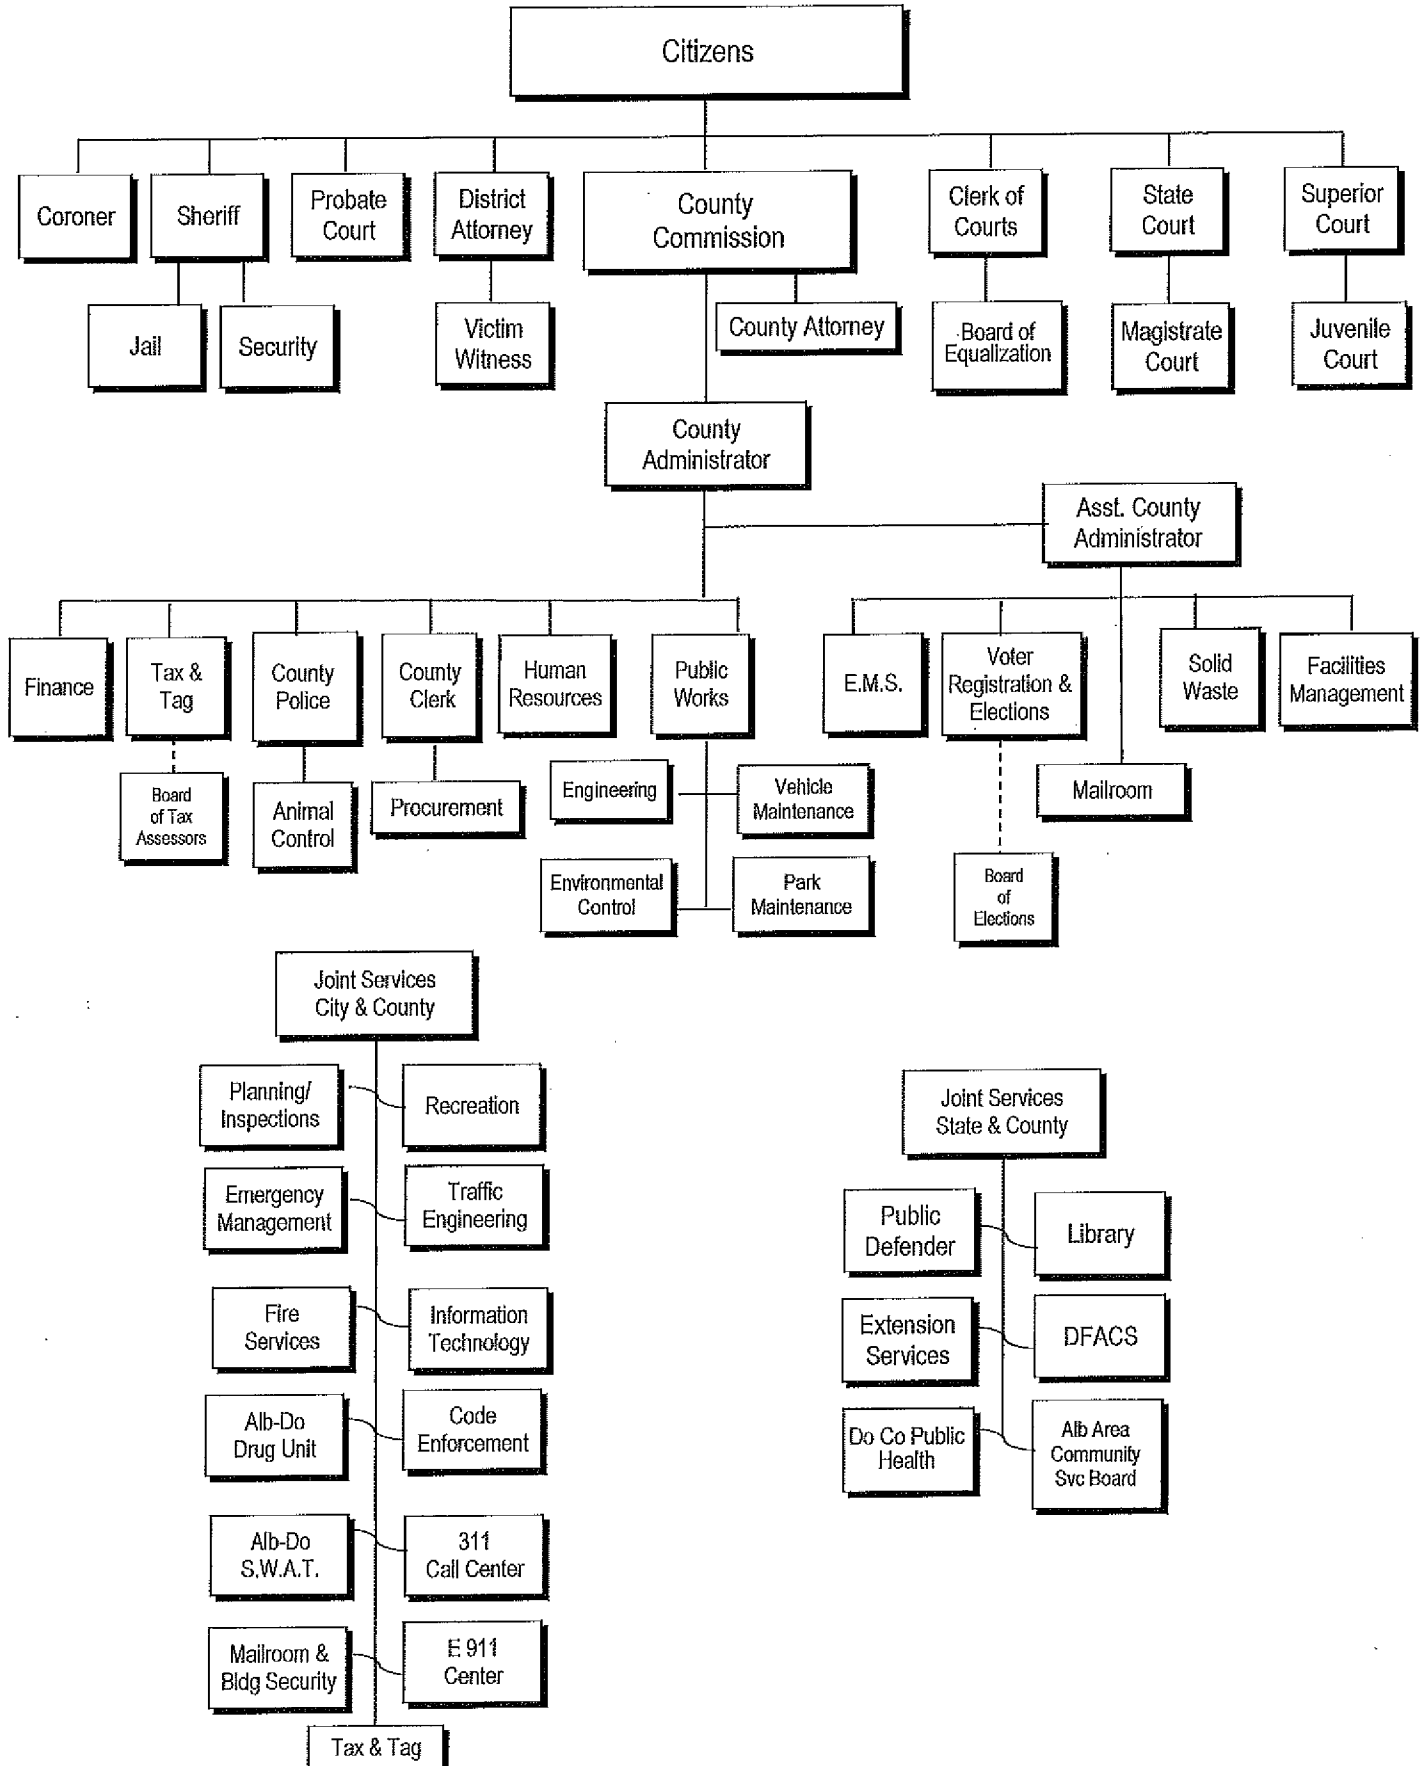 Citizens
Coroner
Sheriff
Probate
Court
District
Attorney
County
Commission
Clerk of
Courts
State
Court
Superior
Court
Jail
Security
Victim
Witness
County Attorney
Board of
Equalization
Magistrate
Court
Juvenile
Court
County
Administrator
Asst. County
Administrator
Finance
Tax &
Tag
County
Police
County
Clerk
Human
Resources
Public
Works
E.M.S.
Voter
Registration &
Elections
Solid
Waste
Facilities
Management
Board
of Tax
Assessors
Animal
Control
Procurement
Engineering
Vehicle
Maintenance
Mailroom
Environmental
Control
Park
Maintenance
Board
of
Elections
Joint Services
City & County
Planning/
Inspections
Recreation
Emergency
Management
Traffic
Engineering
Fire
Services
Information
Technology
Alb-Do
Drug Unit
Code
Enforcement
Alb-Do
S.W.A.T.
311
Call Center
Mailroom &
Bldg Security
E 911
Center
Tax & Tag
Joint Services
State & County
Public
Defender
Library
Extension
Services
DFACS
Do Co Public
Health
Alb Area
Community
Svc Board